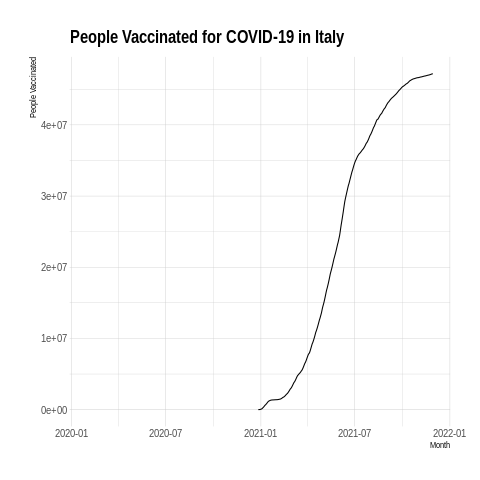 People Vaccinated for COVID-19 in Italy
People Vaccinated
4e+07
3e+07
2e+07
1e+07
0e+00
2020-01 2020-07 2021-01 2021-07 2022-01
Month